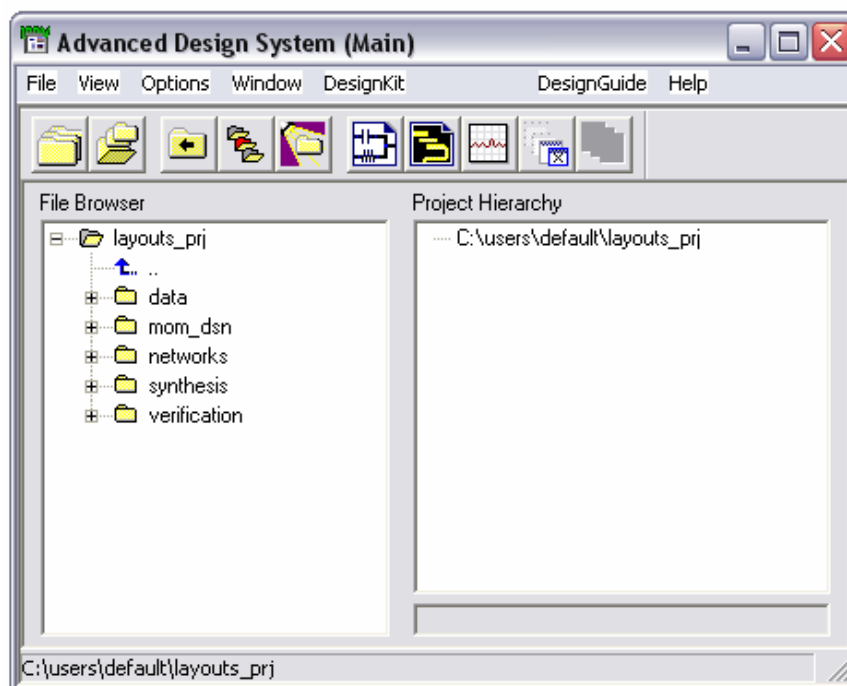 Advanced Design System (Main)
File View Options Window DesignKit DesignGuide Help
File Browser
Project Hierarchy
layouts_prj
..
data
mom_dsn
networks
synthesis
verification
C:\users\default\layouts_prj
C:\users\default\layouts_prj